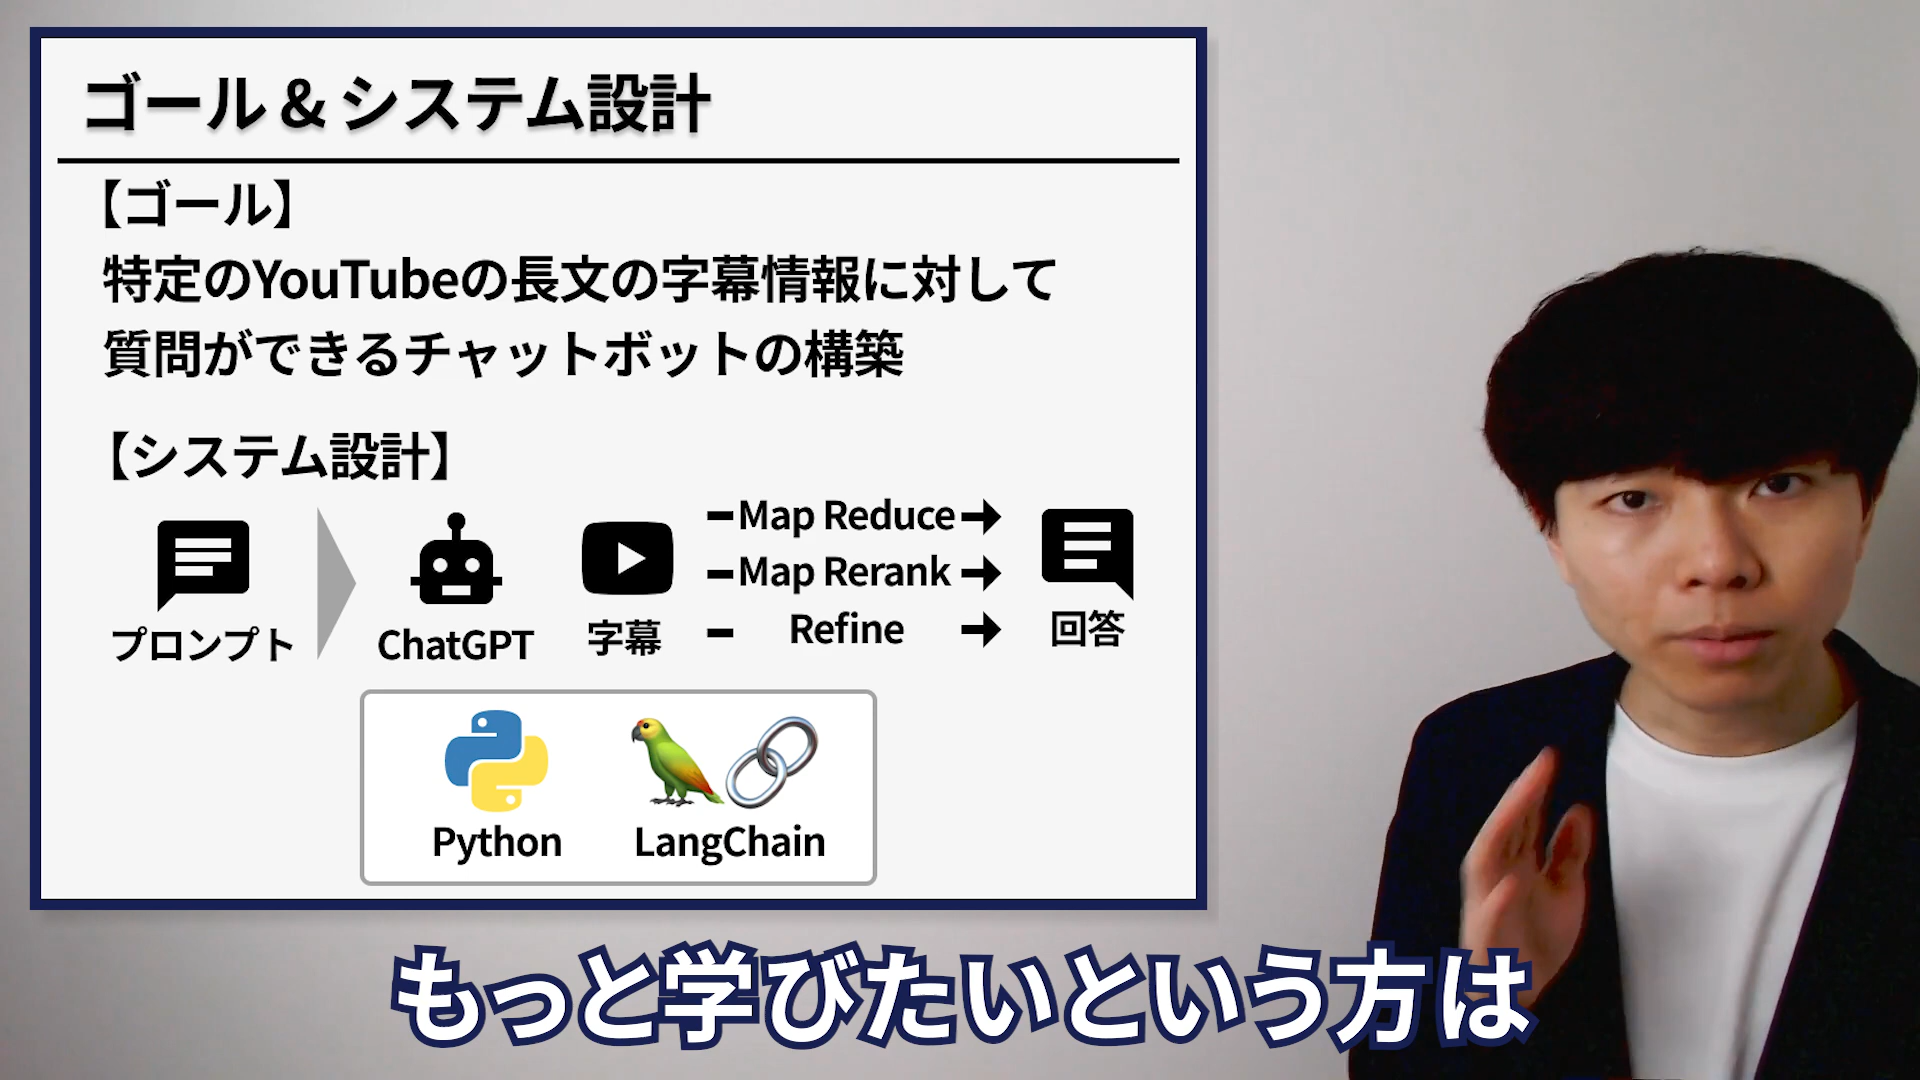 ゴール & システム設計
【ゴール】
特定のYouTubeの長文の字幕情報に対して
質問ができるチャットボットの構築
【システム設計】
プロンプト
ChatGPT
字幕
Map Reduce
Map Rerank
Refine
回答
Python
LangChain
もっと学びたいという方は